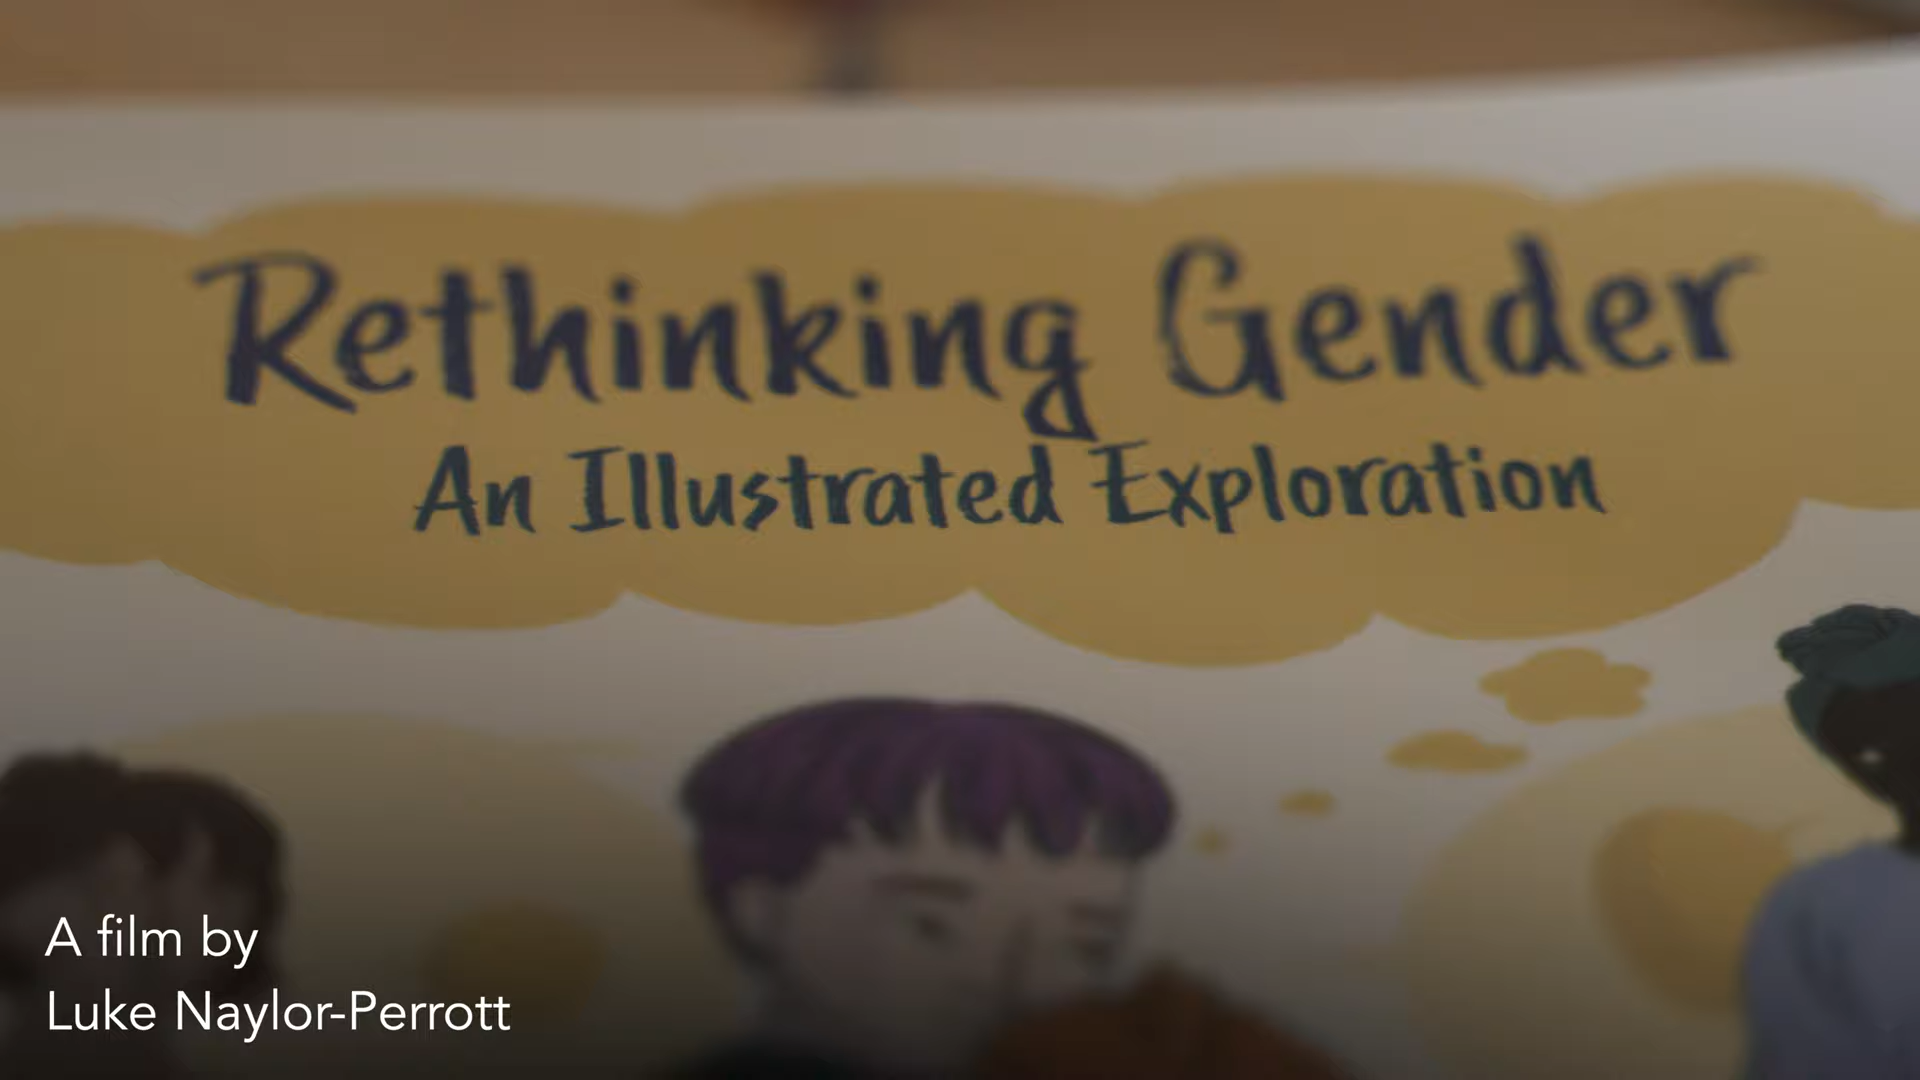 Rethinking Gender
An Illustrated Exploration
A film by
Luke Naylor-Perrott